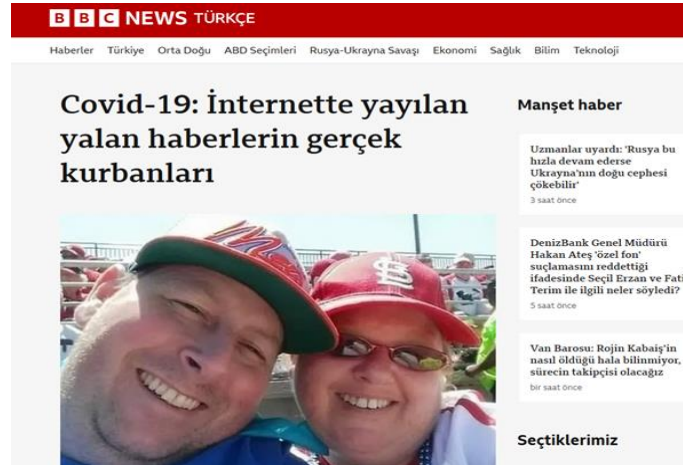 BBC NEWS TÜRKÇE
Haberler Türkiye Orta Doğu ABD Seçimleri Rusya-Ukrayna Savaşı Ekonomi Sağlık Bilim Teknoloji
Covid-19: İnternette yayılan
yalan haberlerin gerçek
kurbanları
Manşet haber
Uzmanlar uyardı: 'Rusya bu
hızla devam ederse
Ukrayna'nın doğu cephesi
çökebilir'
3 saat önce
DenizBank Genel Müdürü
Hakan Ateş 'özel fon'
suçlamasını reddettiği
ifadesinde Seçil Erzan ve Fati
Terim ile ilgili neler söyledi?
5 saat önce
Van Barosu: Rojin Kabaiş'in
nasıl öldüğü hala bilinmiyor,
sürecin takipçisi olacağız
bir saat önce
Seçtiklerimiz